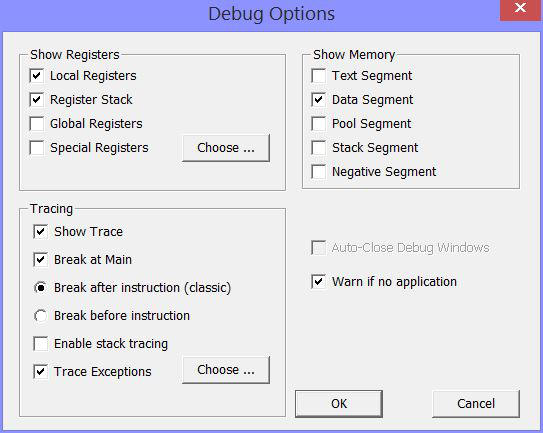 Debug Options
Show Registers
Local Registers
Register Stack
Global Registers
Special Registers
Choose ...
Show Memory
Text Segment
Data Segment
Pool Segment
Stack Segment
Negative Segment
Tracing
Show Trace
Break at Main
Break after instruction (classic)
Break before instruction
Enable stack tracing
Trace Exceptions
Choose ...
Auto-Close Debug Windows
Warn if no application
OK
Cancel